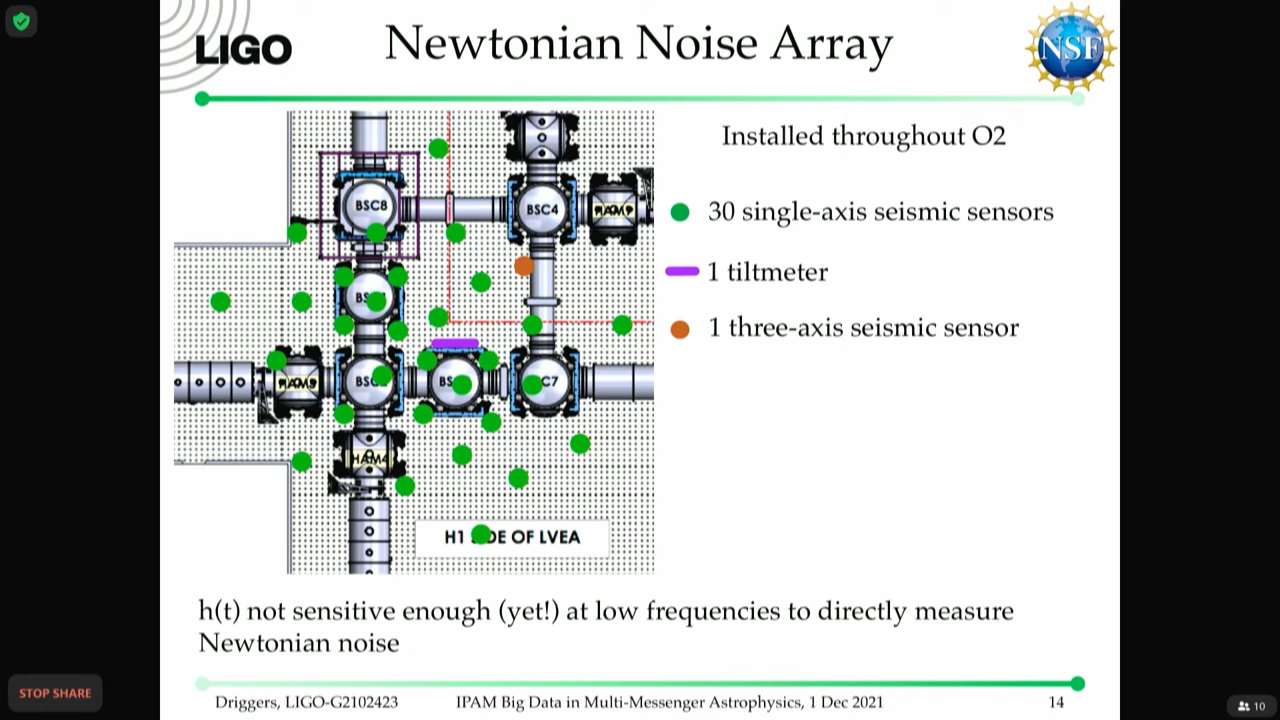 LIGO
Newtonian Noise Array
NSF
Installed throughout O2
30 single-axis seismic sensors
1 tiltmeter
1 three-axis seismic sensor
BSC8
BSC4
C7
HAM4
H1 DE OF LVEA
h(t) not sensitive enough (yet!) at low frequencies to directly measure
Newtonian noise
STOP SHARE
Driggers, LIGO-G2102423
IPAM Big Data in Multi-Messenger Astrophysics, 1 Dec 2021
14
10